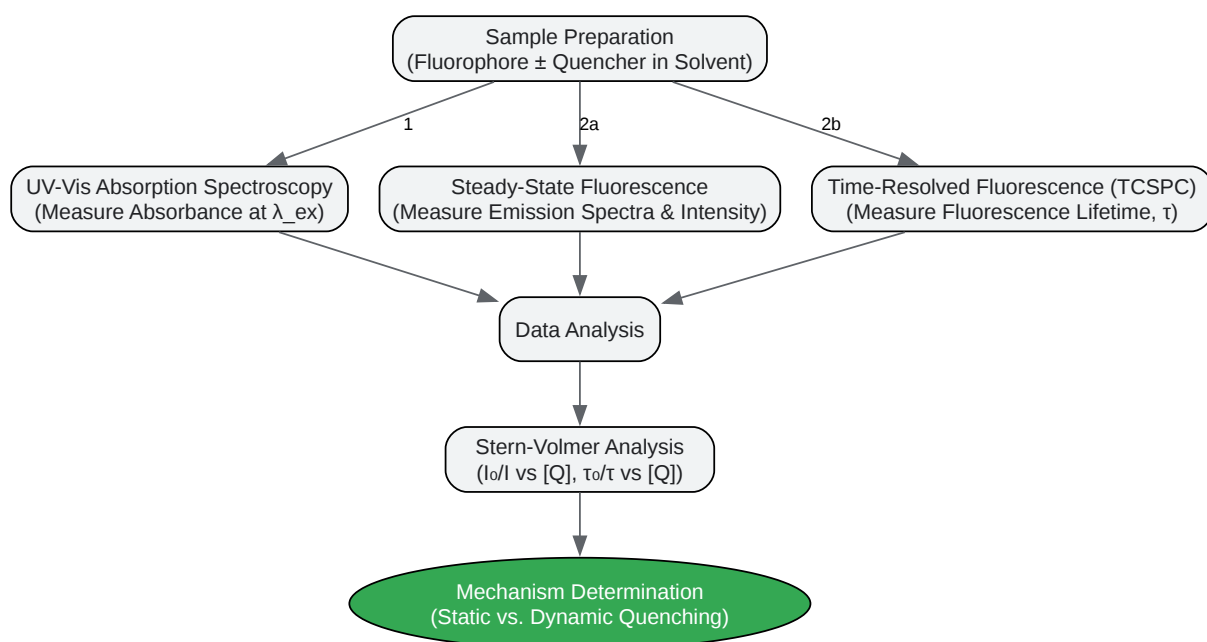 Sample Preparation
(Fluorophore ± Quencher in Solvent)
1
2a
2b
UV-Vis Absorption Spectroscopy
(Measure Absorbance at λ_ex)
Steady-State Fluorescence
(Measure Emission Spectra & Intensity)
Time-Resolved Fluorescence (TCSPC)
(Measure Fluorescence Lifetime, τ)
Data Analysis
Stern-Volmer Analysis
(I₀/I vs [Q], τ₀/τ vs [Q])
Mechanism Determination
(Static vs. Dynamic Quenching)